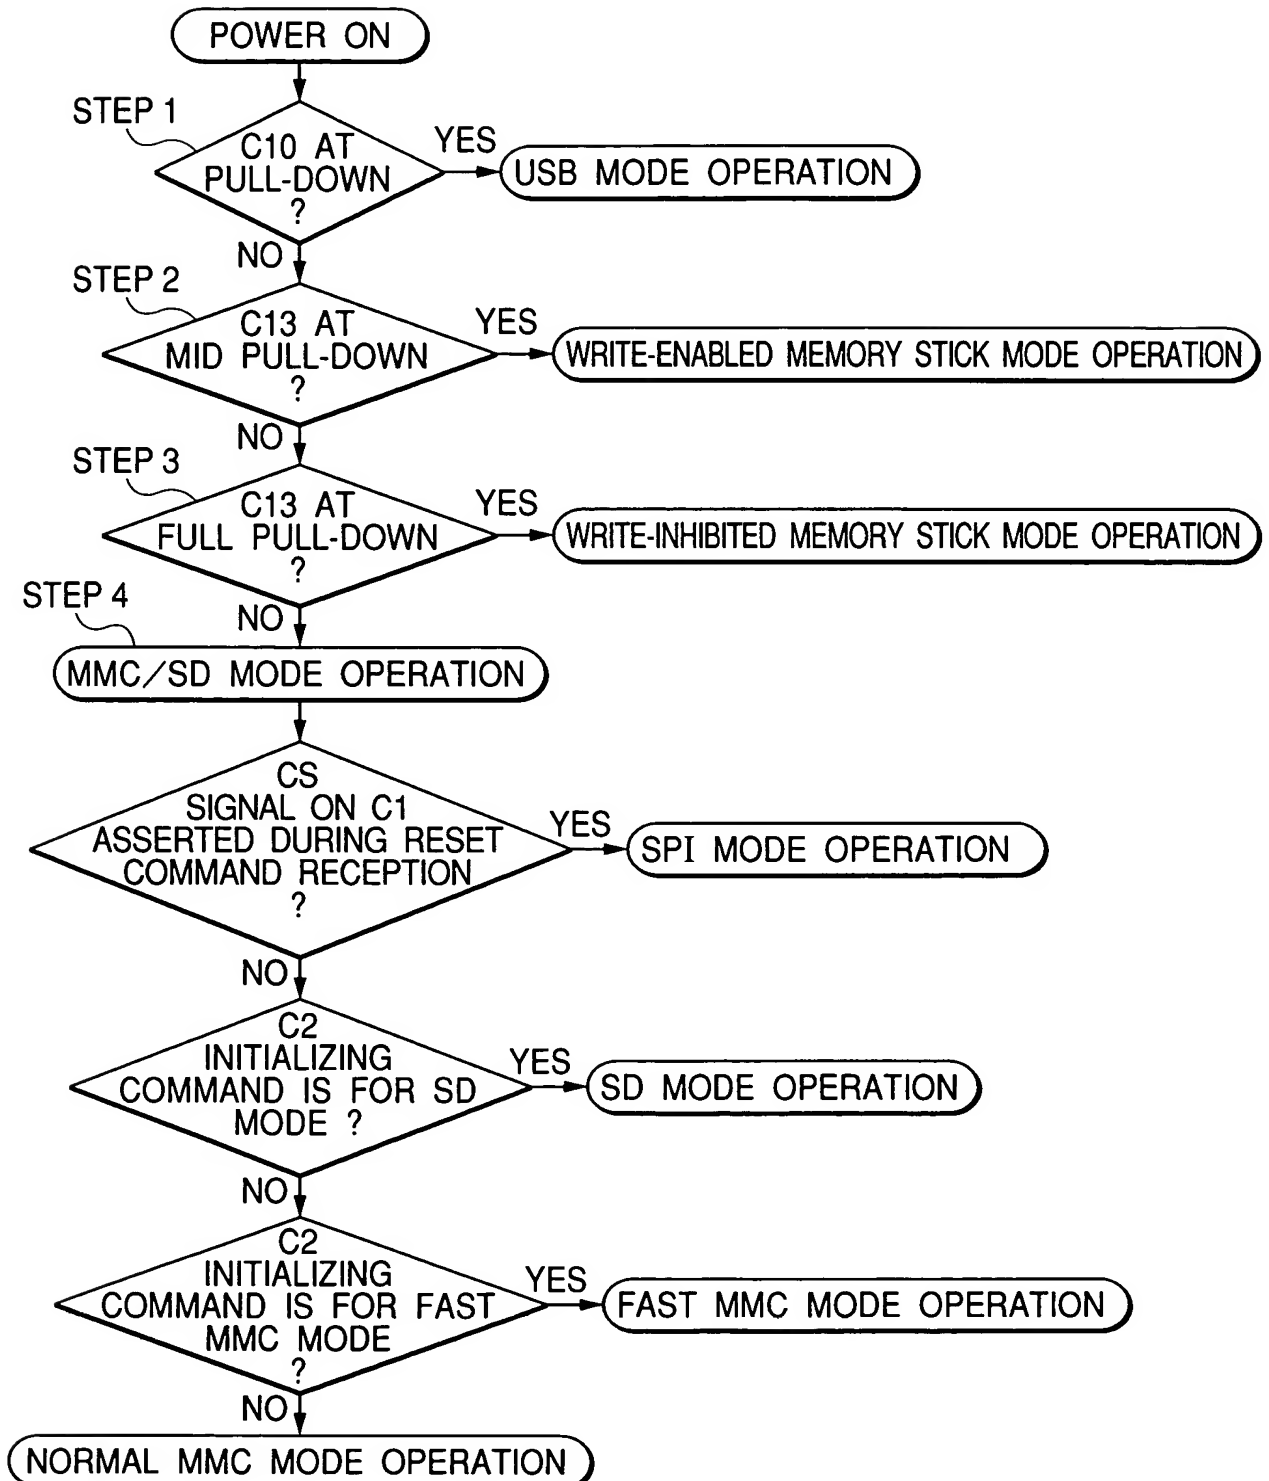 POWER ON
STEP 1
C10 AT
PULL-DOWN
?
YES
USB MODE OPERATION
NO
STEP 2
C13 AT
MID PULL-DOWN
?
YES
WRITE-ENABLED MEMORY STICK MODE OPERATION
NO
STEP 3
C13 AT
FULL PULL-DOWN
?
YES
WRITE-INHIBITED MEMORY STICK MODE OPERATION
NO
STEP 4
MMC/SD MODE OPERATION
CS
SIGNAL ON C1
ASSERTED DURING RESET
COMMAND RECEPTION
?
YES
SPI MODE OPERATION
NO
C2
INITIALIZING
COMMAND IS FOR SD
MODE ?
YES
SD MODE OPERATION
NO
C2
INITIALIZING
COMMAND IS FOR FAST
MMC MODE
?
YES
FAST MMC MODE OPERATION
NO
NORMAL MMC MODE OPERATION